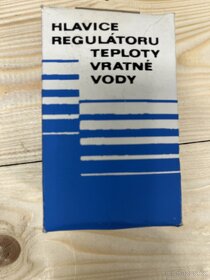 HLAVICE
REGULÁTORU
TEPLOTY
VRATNÉ
VODY